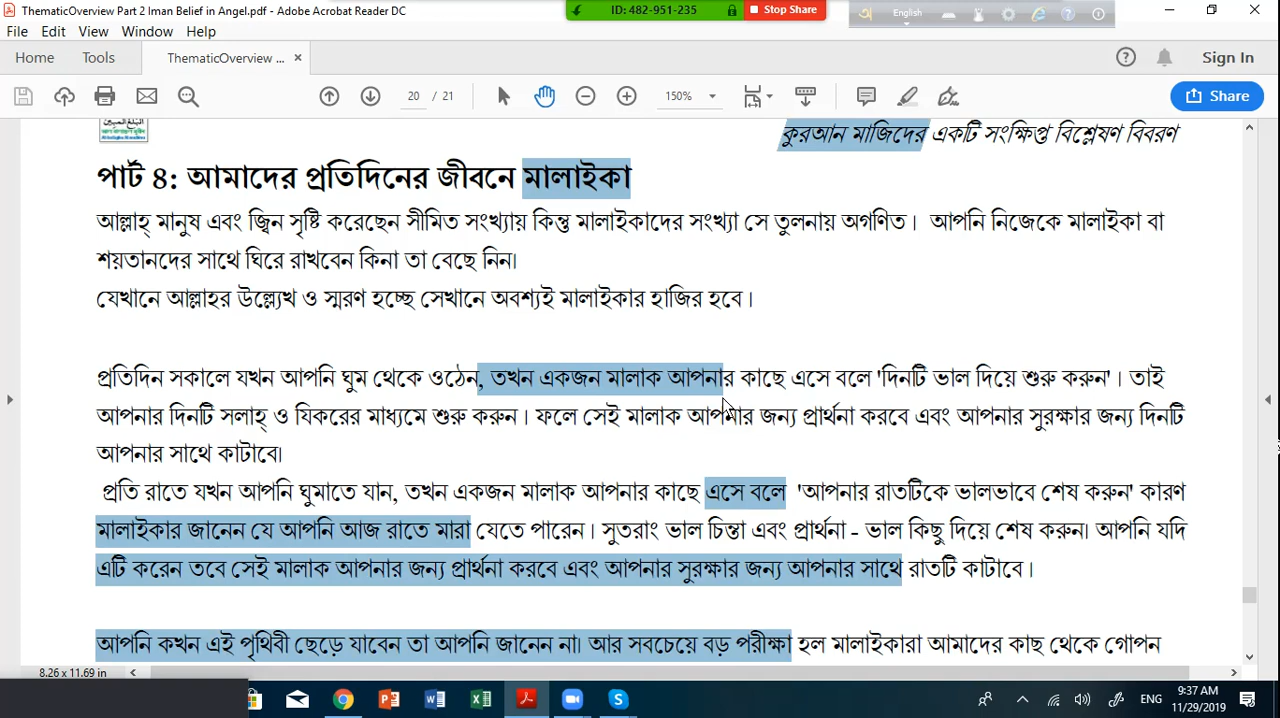 ThematicOverview Part 2 Iman Belief in Angel.pdf - Adobe Acrobat Reader DC
ID: 482-951-235
Stop Share
English
File Edit View Window Help
Home Tools ThematicOverview ... × Sign In
20 / 21 150% Share
কুরআন মাজিদের একটি সংক্ষিপ্ত বিশ্লেষণ বিবরণ
পার্ট 8: আমাদের প্রতিদিনের জীবনে মালাইকা
আল্লাহ্ মানুষ এবং জ্বিন সৃষ্টি করেছেন সীমিত সংখ্যায় কিন্তু মালাইকাদের সংখ্যা সে তুলনায় অগণিত। আপনি নিজেকে মালাইকা বা
শয়তানদের সাথে ঘিরে রাখবেন কিনা তা বেছে নিন।
যেখানে আল্লাহর উল্ল্যেখ ও স্মরণ হচ্ছে সেখানে অবশ্যই মালাইকার হাজির হবে।
প্রতিদিন সকালে যখন আপনি ঘুম থেকে ওঠেন, তখন একজন মালাক আপনার কাছে এসে বলে 'দিনটি ভাল দিয়ে শুরু করুন'। তাই
আপনার দিনটি সলাহ্ ও যিকরের মাধ্যমে শুরু করুন। ফলে সেই মালাক আপনার জন্য প্রার্থনা করবে এবং আপনার সুরক্ষার জন্য দিনটি
আপনার সাথে কাটাবে।
প্রতি রাতে যখন আপনি ঘুমাতে যান, তখন একজন মালাক আপনার কাছে এসে বলে 'আপনার রাতটিকে ভালভাবে শেষ করুন' কারণ
মালাইকার জানেন যে আপনি আজ রাতে মারা যেতে পারেন। সুতরাং ভাল চিন্তা এবং প্রার্থনা - ভাল কিছু দিয়ে শেষ করুন। আপনি যদি
এটি করেন তবে সেই মালাক আপনার জন্য প্রার্থনা করবে এবং আপনার সুরক্ষার জন্য আপনার সাথে রাতটি কাটাবে।
আপনি কখন এই পৃথিবী ছেড়ে যাবেন তা আপনি জানেন না। আর সবচেয়ে বড় পরীক্ষা হল মালাইকারা আমাদের কাছ থেকে গোপন
8.26 x 11.69 in
ENG
9:37 AM
11/29/2019